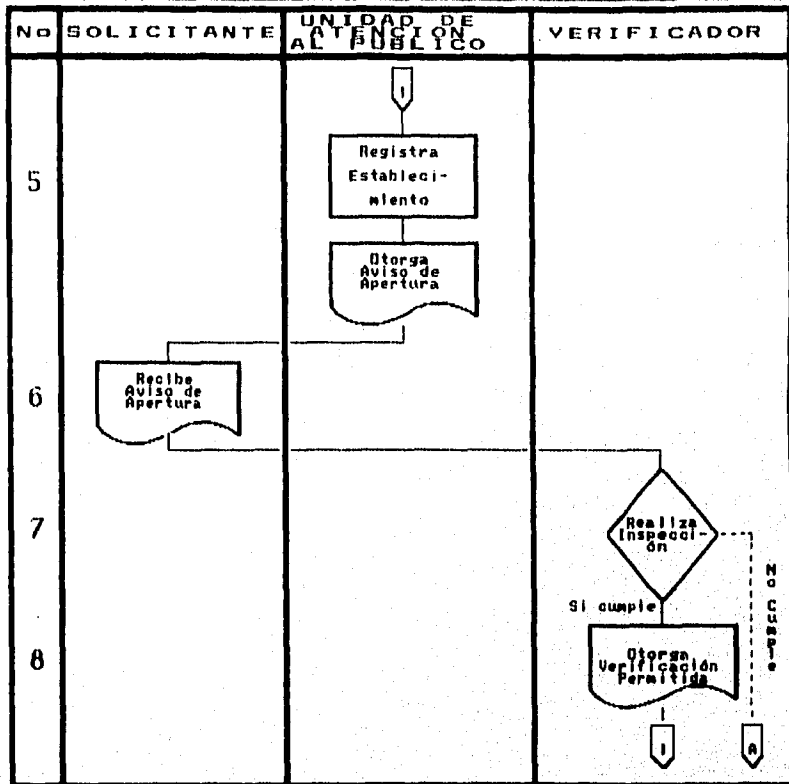 No
SOLICITANTE
UNIDAD DE
ATENCION
AL PUBLICO
VERIFICADOR
1
5
Registra
Estableci-
miento
Otorga
Aviso de
Apertura
6
Recibe
Aviso de
Apertura
7
Realiza
Inspecci-
ón
Si cumple
No Cumple
8
Otorga
Verificación
Permitida
1
A